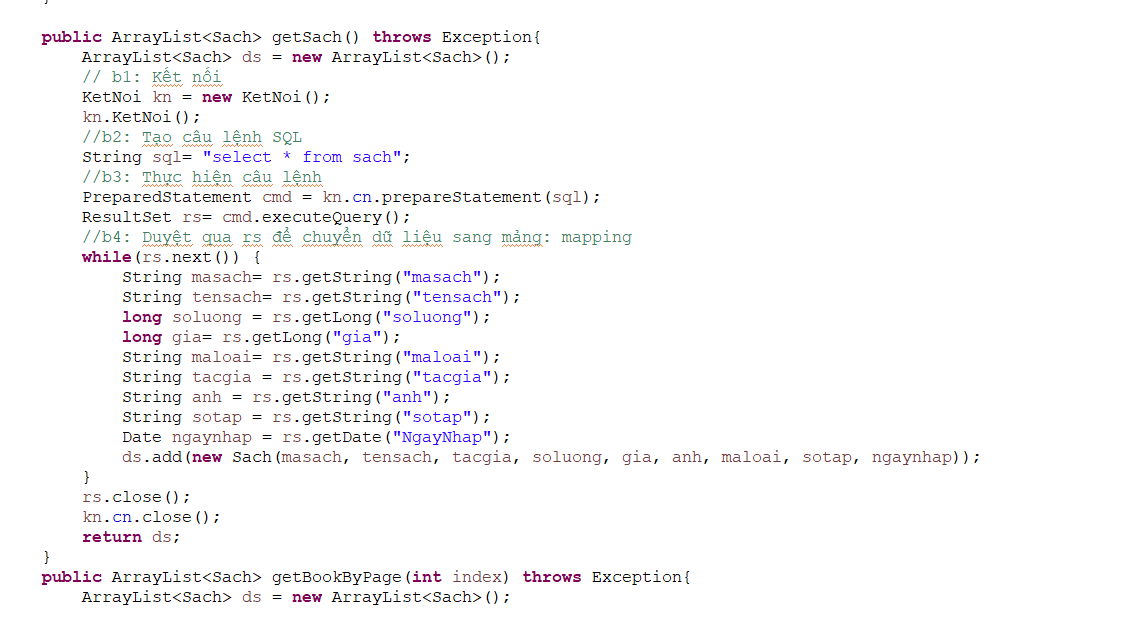 }
public ArrayList<Sach> getSach() throws Exception{
ArrayList<Sach> ds = new ArrayList<Sach>();
// b1: Kết nối
KetNoi kn = new KetNoi();
kn.KetNoi();
//b2: Tạo câu lệnh SQL
String sql= "select * from sach";
//b3: Thực hiện câu lệnh
PreparedStatement cmd = kn.cn.prepareStatement(sql);
ResultSet rs= cmd.executeQuery();
//b4: Duyệt qua rs để chuyển dữ liệu sang mảng: mapping
while(rs.next()) {
String masach= rs.getString("masach");
String tensach= rs.getString("tensach");
long soluong = rs.getLong("soluong");
long gia= rs.getLong("gia");
String maloai= rs.getString("maloai");
String tacgia = rs.getString("tacgia");
String anh = rs.getString("anh");
String sotap = rs.getString("sotap");
Date ngaynhap = rs.getDate("NgayNhap");
ds.add(new Sach(masach, tensach, tacgia, soluong, gia, anh, maloai, sotap, ngaynhap));
}
rs.close();
kn.cn.close();
return ds;
}
public ArrayList<Sach> getBookByPage(int index) throws Exception{
ArrayList<Sach> ds = new ArrayList<Sach>();